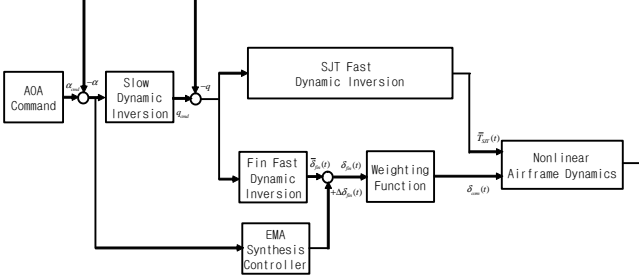 SJT Fast
Dynamic Inversion
−α
−q
AOA
Command
α_cmd
Slow
Dynamic
Inversion
q_cmd
T̄_SJT(t)
Fin Fast
Dynamic
Inversion
δ̄_fin(t)
δ_fin(t)
+Δδ_fin(t)
Weighting
Function
Nonlinear
Airframe Dynamics
EMA
Synthesis
Controller